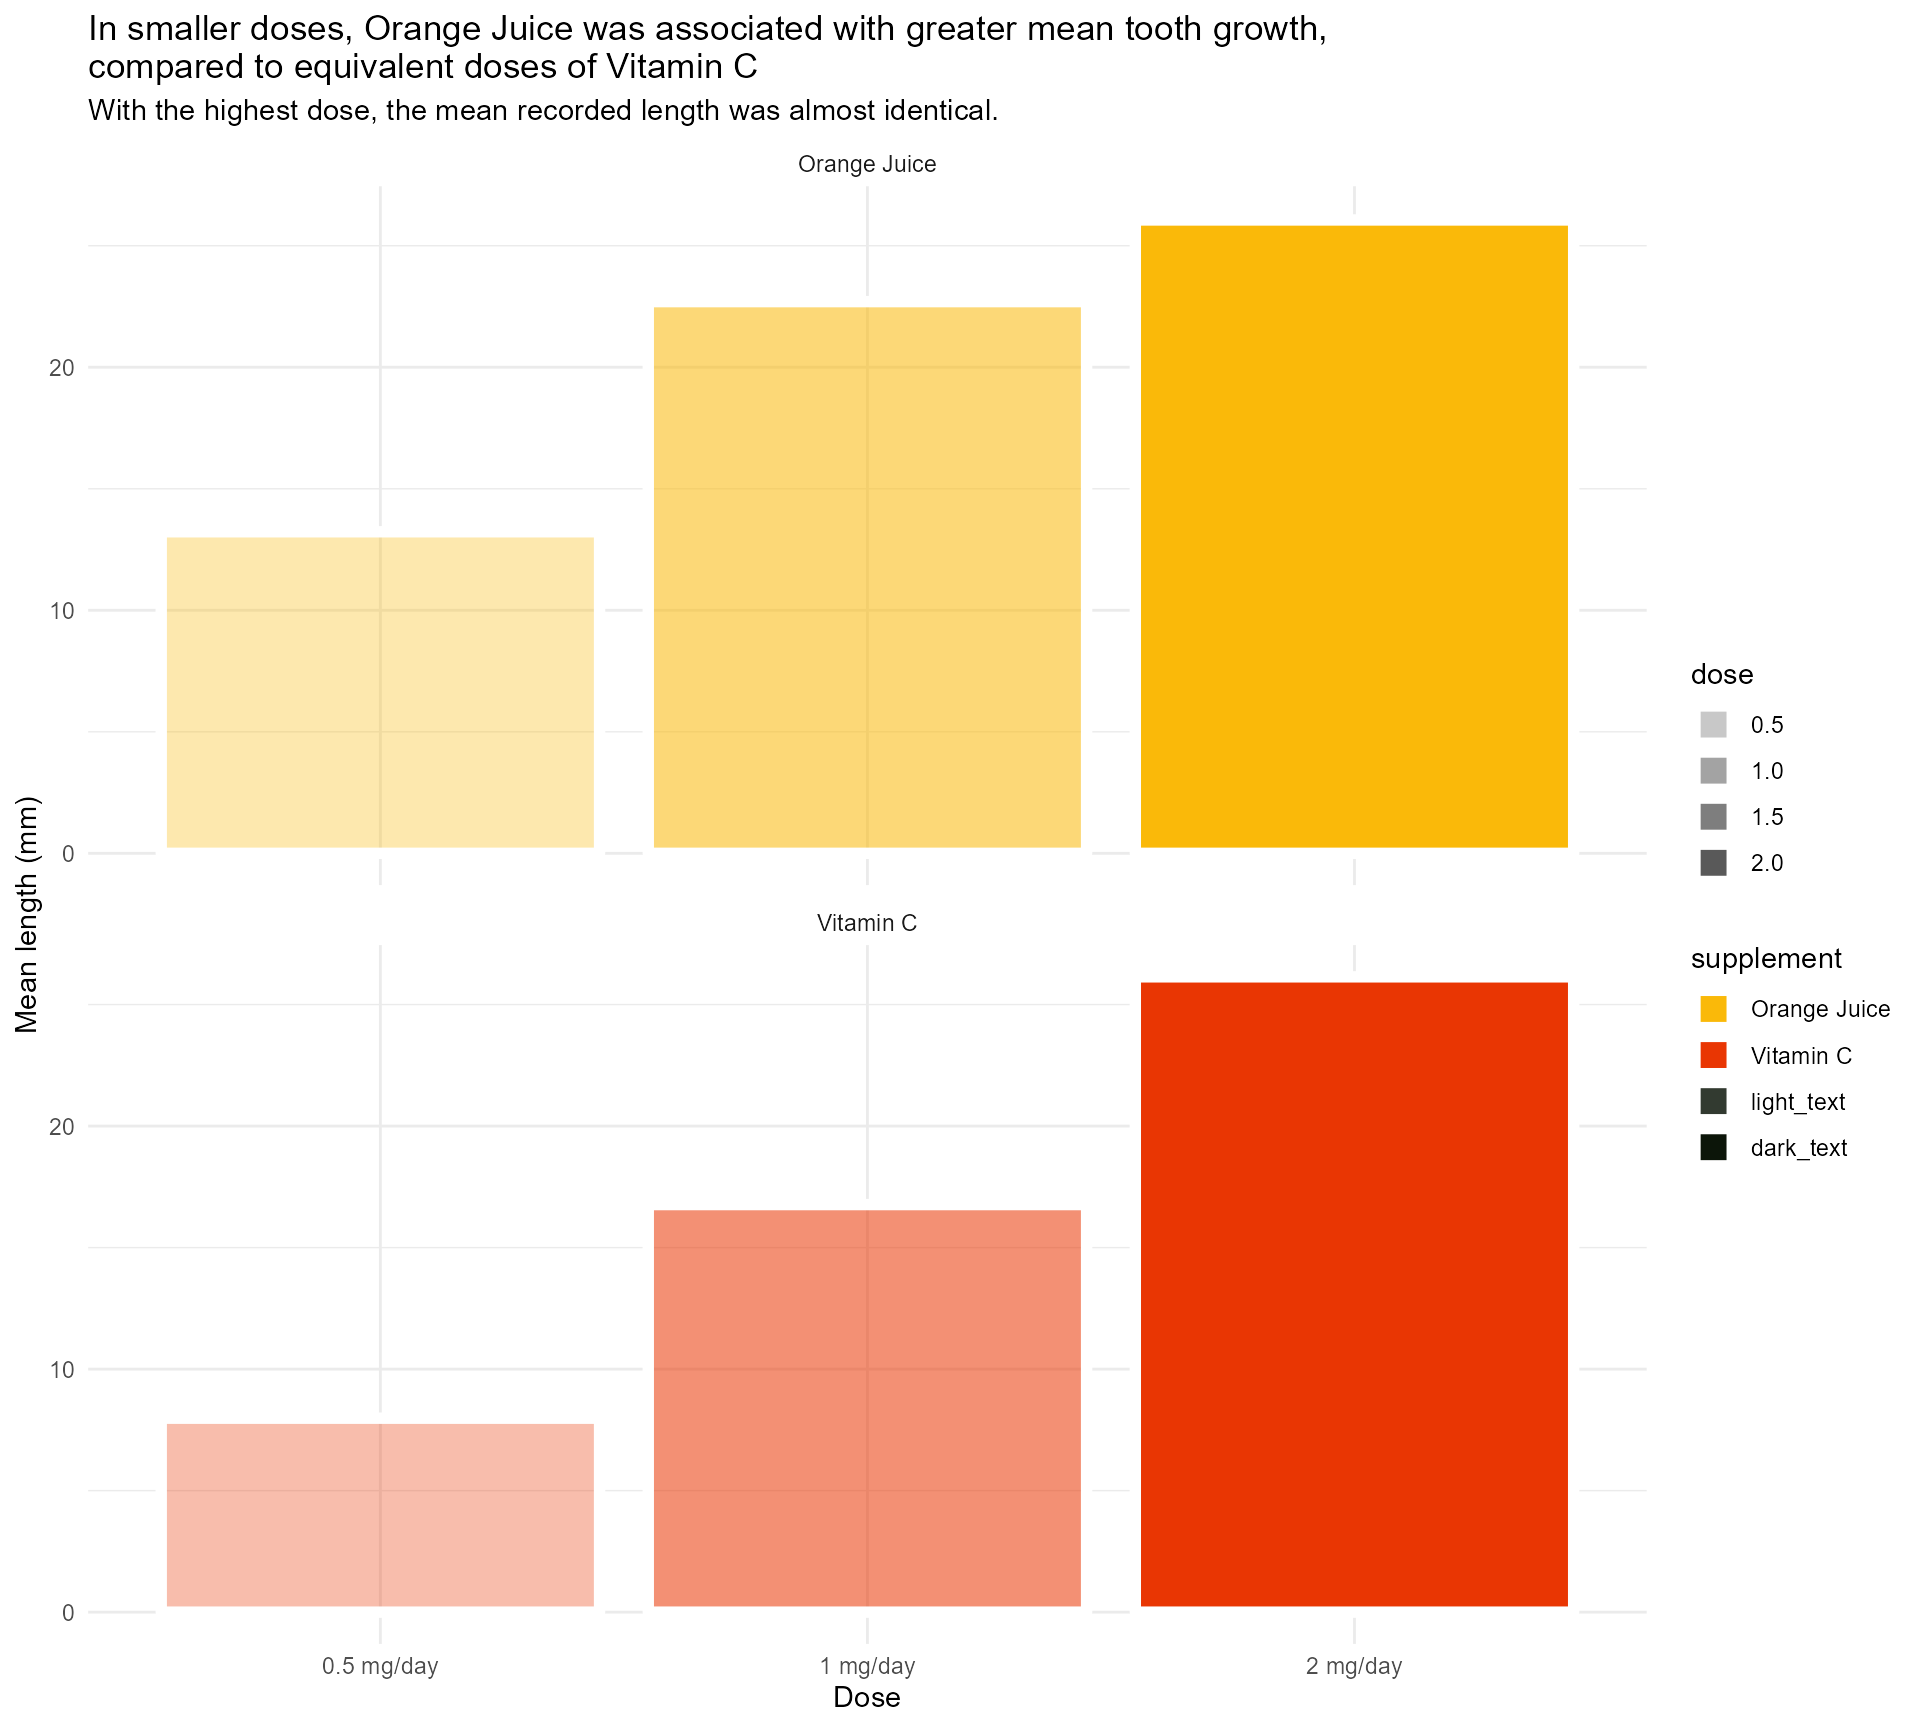 In smaller doses, Orange Juice was associated with greater mean tooth growth,
compared to equivalent doses of Vitamin C
With the highest dose, the mean recorded length was almost identical.
Orange Juice
20
10
0
Mean length (mm)
Vitamin C
20
10
0
0.5 mg/day
1 mg/day
2 mg/day
Dose
dose
0.5
1.0
1.5
2.0
supplement
Orange Juice
Vitamin C
light_text
dark_text